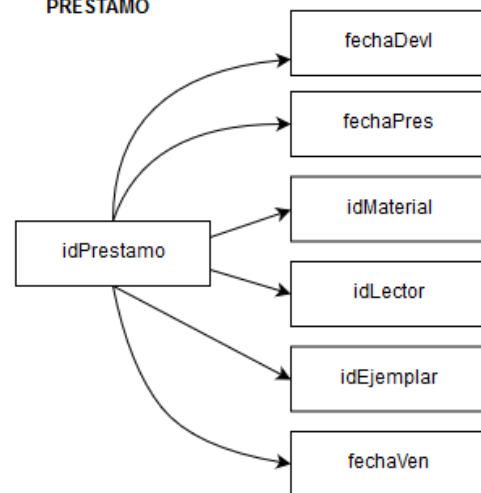 PRESTAMO
fechaDevl
fechaPres
idMaterial
idPrestamo
idLector
idEjemplar
fechaVen